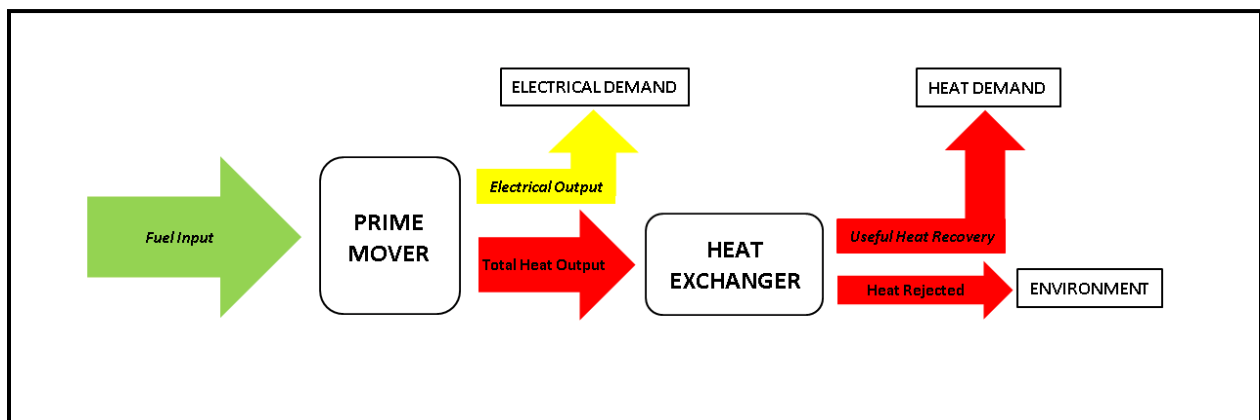 ELECTRICAL DEMAND
HEAT DEMAND
Fuel Input
PRIME
MOVER
Electrical Output
Total Heat Output
HEAT
EXCHANGER
Useful Heat Recovery
Heat Rejected
ENVIRONMENT